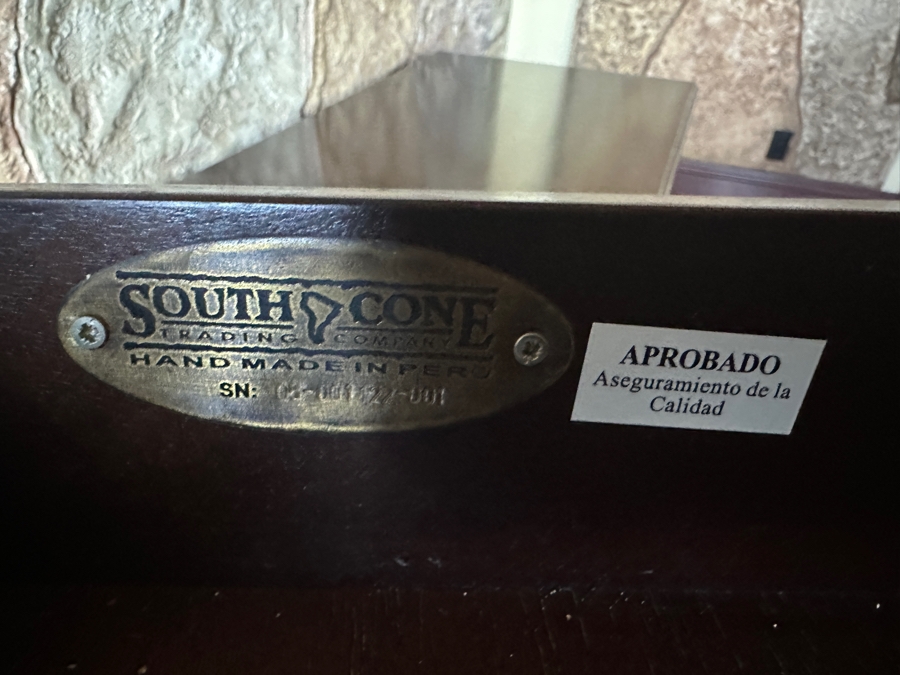 SOUTH CONE
TRADING COMPANY
HAND MADE IN PERU
SN:
APROBADO
Aseguramiento de la
Calidad